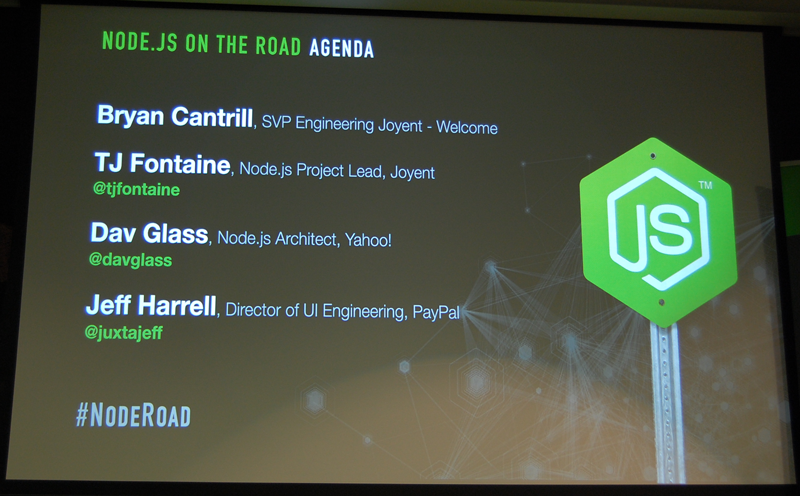 NODE.JS ON THE ROAD AGENDA
Bryan Cantrill, SVP Engineering Joyent - Welcome
TJ Fontaine, Node.js Project Lead, Joyent
@tjfontaine
Dav Glass, Node.js Architect, Yahoo!
@davglass
JS TM
Jeff Harrell, Director of UI Engineering, PayPal
@juxtajeff
#NODEROAD